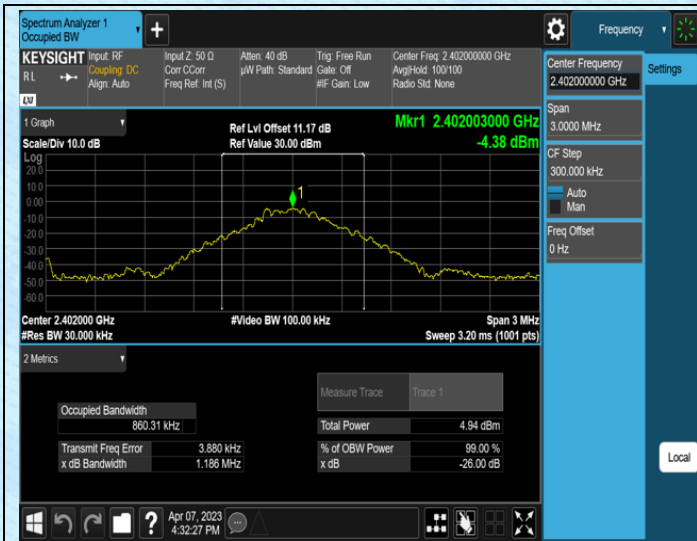 Spectrum Analyzer 1
Occupied BW
+
Frequency
KEYSIGHT
R L
LXI
Input: RF
Coupling: DC
Align: Auto
Input Z: 50 Ω
Corr CCorr
Freq Ref: Int (S)
Atten: 40 dB
µW Path: Standard
Trig: Free Run
Gate: Off
#IF Gain: Low
Center Freq: 2.402000000 GHz
Avg|Hold: 100/100
Radio Std: None
Center Frequency
2.402000000 GHz
Settings
Span
3.0000 MHz
CF Step
300.000 kHz
Auto
Man
Freq Offset
0 Hz
Local
1 Graph
Scale/Div 10.0 dB
Ref Lvl Offset 11.17 dB
Ref Value 30.00 dBm
Mkr1 2.402003000 GHz
-4.38 dBm
Log
20.0
10.0
0.00
-10.0
-20.0
-30.0
-40.0
-50.0
-60.0
1
Center 2.402000 GHz
#Res BW 30.000 kHz
#Video BW 100.00 kHz
Span 3 MHz
Sweep 3.20 ms (1001 pts)
2 Metrics
Measure Trace Trace 1
Occupied Bandwidth
860.31 kHz
Total Power 4.94 dBm
Transmit Freq Error 3.880 kHz
% of OBW Power 99.00 %
x dB Bandwidth 1.186 MHz
x dB -26.00 dB
?
Apr 07, 2023
4:32:27 PM